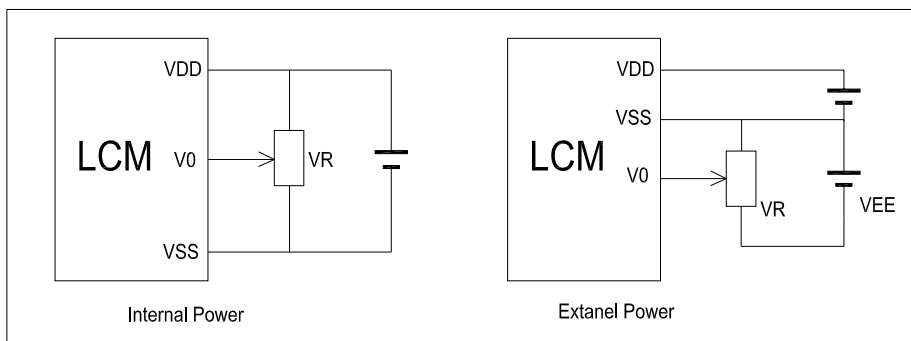 VDD
LCM
V0
VR
VSS
Internal Power
VDD
VSS
LCM
V0
VR
VEE
Extanel Power